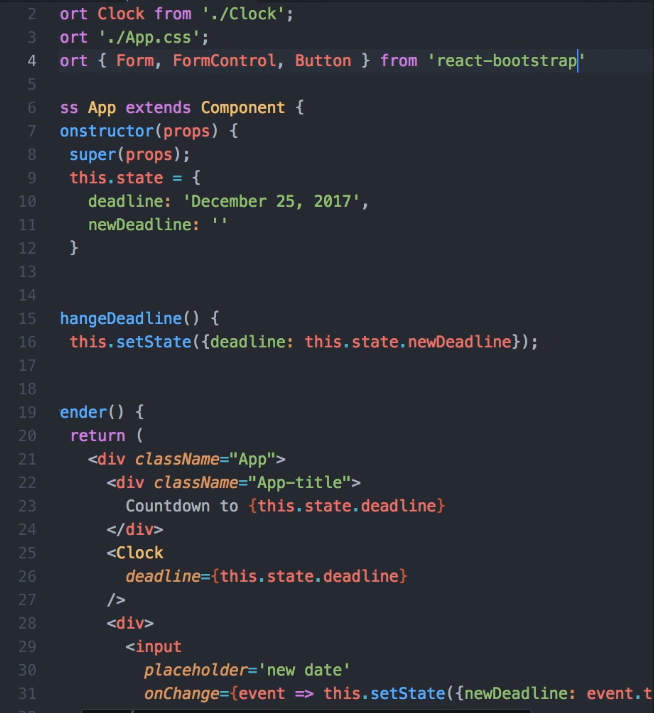 2 ort Clock from './Clock';
3 ort './App.css';
4 ort { Form, FormControl, Button } from 'react-bootstrap'
5
6 ss App extends Component {
7 onstructor(props) {
8 super(props);
9 this.state = {
10 deadline: 'December 25, 2017',
11 newDeadline: ''
12 }
13
14
15 hangeDeadline() {
16 this.setState({deadline: this.state.newDeadline});
17
18
19 ender() {
20 return (
21 <div className="App">
22 <div className="App-title">
23 Countdown to {this.state.deadline}
24 </div>
25 <Clock
26 deadline={this.state.deadline}
27 />
28 <div>
29 <input
30 placeholder='new date'
31 onChange={event => this.setState({newDeadline: event.t